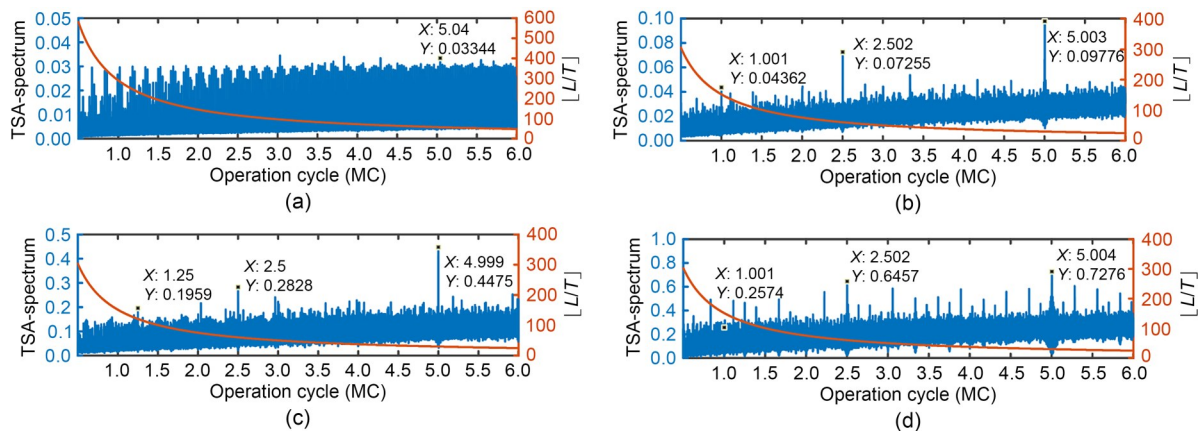 0.05
0.04
0.03
0.02
0.01
0.00
TSA-spectrum
X: 5.04
Y: 0.03344
600
500
400
300
200
100
0
⌊L/T⌋
1.0 1.5 2.0 2.5 3.0 3.5 4.0 4.5 5.0 5.5 6.0
Operation cycle (MC)
(a)
0.10
0.08
0.06
0.04
0.02
0.00
TSA-spectrum
X: 1.001
Y: 0.04362
X: 2.502
Y: 0.07255
5.003
0.09776
400
300
200
100
0
⌊L/T⌋
1.0 1.5 2.0 2.5 3.0 3.5 4.0 4.5 5.0 5.5 6.0
Operation cycle (MC)
(b)
0.5
0.4
0.3
0.2
0.1
0.0
TSA-spectrum
X: 1.25
Y: 0.1959
X: 2.5
Y: 0.2828
X: 4.999
Y: 0.4475
400
300
200
100
0
⌊L/T⌋
1.0 1.5 2.0 2.5 3.0 3.5 4.0 4.5 5.0 5.5 6.0
Operation cycle (MC)
(c)
1.0
0.8
0.6
0.4
0.2
0.0
TSA-spectrum
X: 1.001
Y: 0.2574
X: 2.502
Y: 0.6457
X: 5.004
Y: 0.7276
400
300
200
100
0
⌊L/T⌋
1.0 1.5 2.0 2.5 3.0 3.5 4.0 4.5 5.0 5.5 6.0
Operation cycle (MC)
(d)